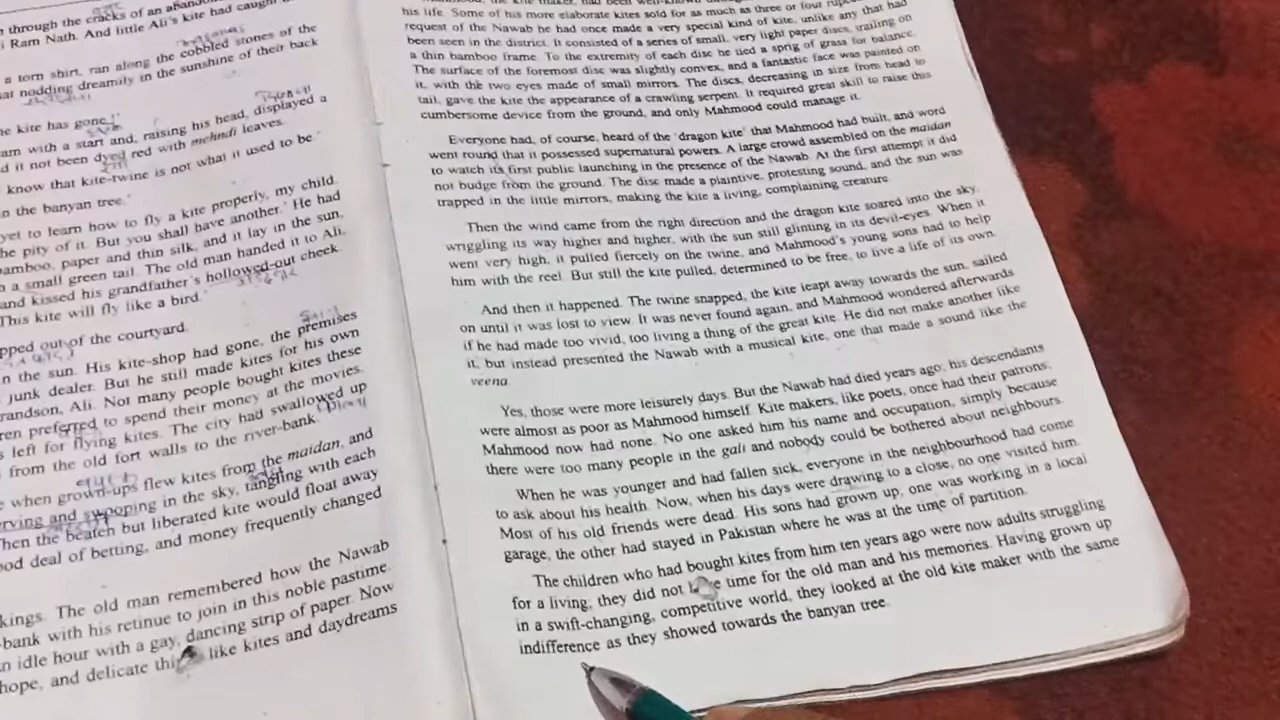 through the cracks of an abandon
i Ram Nath. And little Ali's kite had caught
a torn shirt, ran along the cobbled stones of the
at nodding dreamily in the sunshine of their back
he kite has gone!'
am with a start and, raising his head, displayed a
d it not been dyed red with mehndi leaves.
know that kite-twine is not what it used to be.'
n the banyan tree.'
yet to learn how to fly a kite properly, my child.
he pity of it. But you shall have another.' He had
bamboo, paper and thin silk, and it lay in the sun,
a small green tail. The old man handed it to Ali,
and kissed his grandfather's hollowed-out cheek.
This kite will fly like a bird.'
pped out of the courtyard.
n the sun. His kite-shop had gone, the premises
junk dealer. But he still made kites for his own
randson, Ali. Not many people bought kites these
ren preferred to spend their money at the movies.
s left for flying kites. The city had swallowed up
from the old fort walls to the river-bank.
when grown-ups flew kites from the maidan, and
erving and swooping in the sky, tangling with each
Then the beaten but liberated kite would float away
ood deal of betting, and money frequently changed
kings. The old man remembered how the Nawab
-bank with his retinue to join in this noble pastime.
n idle hour with a gay, dancing strip of paper. Now
hope, and delicate thi like kites and daydreams
his life. Some of his more elaborate kites sold for as much as three or four rupe
request of the Nawab he had once made a very special kind of kite, unlike any that had
been seen in the district. It consisted of a series of small, very light paper discs, trailing on
a thin bamboo frame. To the extremity of each disc he tied a sprig of grass for balance.
The surface of the foremost disc was slightly convex, and a fantastic face was painted on
it, with the two eyes made of small mirrors. The discs, decreasing in size from head to
tail, gave the kite the appearance of a crawling serpent. It required great skill to raise this
cumbersome device from the ground, and only Mahmood could manage it.
Everyone had, of course, heard of the 'dragon kite' that Mahmood had built, and word
went round that it possessed supernatural powers. A large crowd assembled on the maidan
to watch its first public launching in the presence of the Nawab. At the first attempt it did
not budge from the ground. The disc made a plaintive, protesting sound, and the sun was
trapped in the little mirrors, making the kite a living, complaining creature.
Then the wind came from the right direction and the dragon kite soared into the sky,
wriggling its way higher and higher, with the sun still glinting in its devil-eyes. When it
went very high, it pulled fiercely on the twine, and Mahmood's young sons had to help
him with the reel. But still the kite pulled, determined to be free, to live a life of its own.
And then it happened. The twine snapped, the kite leapt away towards the sun, sailed
on until it was lost to view. It was never found again, and Mahmood wondered afterwards
if he had made too vivid, too living a thing of the great kite. He did not make another like
it, but instead presented the Nawab with a musical kite, one that made a sound like the
veena.
Yes, those were more leisurely days. But the Nawab had died years ago; his descendants
were almost as poor as Mahmood himself. Kite makers, like poets, once had their patrons;
Mahmood now had none. No one asked him his name and occupation, simply because
there were too many people in the gali and nobody could be bothered about neighbours.
When he was younger and had fallen sick, everyone in the neighbourhood had come
to ask about his health. Now, when his days were drawing to a close, no one visited him.
Most of his old friends were dead. His sons had grown up, one was working in a local
garage, the other had stayed in Pakistan where he was at the time of partition.
The children who had bought kites from him ten years ago were now adults struggling
for a living, they did not time for the old man and his memories. Having grown up
in a swift-changing, competitive world, they looked at the old kite maker with the same
indifference as they showed towards the banyan tree.